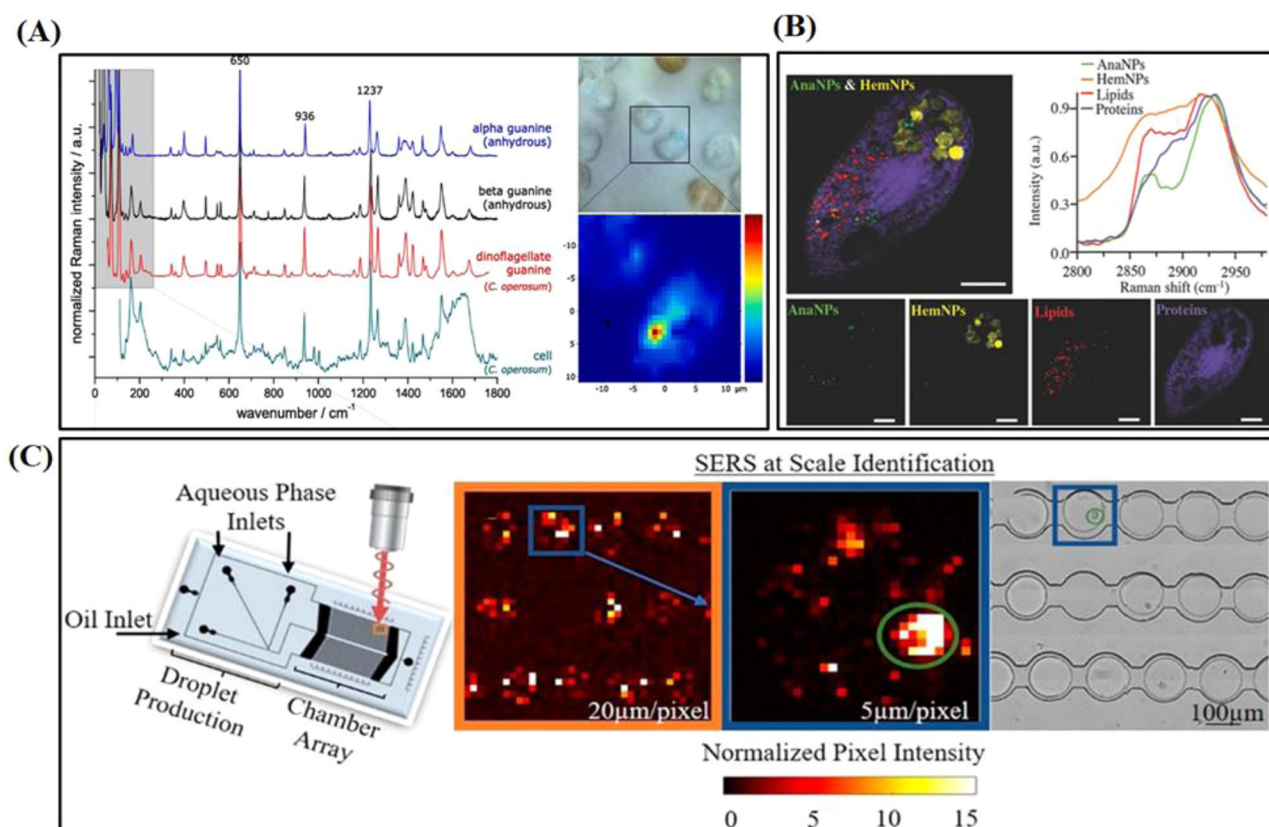 (A)
normalized Raman intensity / a.u.
650
936
1237
alpha guanine
(anhydrous)
beta guanine
(anhydrous)
dinoflagellate
guanine
(C. operosum)
cell
(C. operosum)
0 200 400 600 800 1000 1200 1400 1600 1800
wavenumber / cm-1
-10
-5
0
5
10
-10 -5 0 5 10 µm
(B)
AnaNPs & HemNPs
AnaNPs
HemNPs
Lipids
Proteins
Intensity (a.u.)
1.0
0.9
0.6
0.3
2800 2850 2900 2950
Raman shift (cm-1)
AnaNPs
HemNPs
Lipids
Proteins
(C)
SERS at Scale Identification
Aqueous Phase
Inlets
Oil Inlet
Droplet
Production
Chamber
Array
20µm/pixel
5µm/pixel
100µm
Normalized Pixel Intensity
0 5 10 15